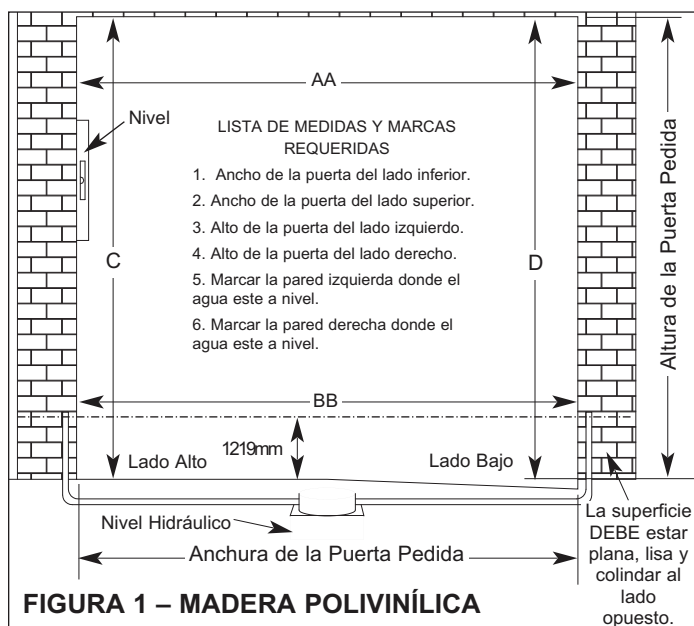 AA
Nivel
LISTA DE MEDIDAS Y MARCAS
REQUERIDAS
1. Ancho de la puerta del lado inferior.
2. Ancho de la puerta del lado superior.
3. Alto de la puerta del lado izquierdo.
4. Alto de la puerta del lado derecho.
5. Marcar la pared izquierda donde el
agua este a nivel.
6. Marcar la pared derecha donde el
agua este a nivel.
C
D
Altura de la Puerta Pedida
BB
1219mm
Lado Alto
Lado Bajo
Nivel Hidráulico
Anchura de la Puerta Pedida
La superficie
DEBE estar
plana, lisa y
colindar al
lado
opuesto.
FIGURA 1 – MADERA POLIVINÍLICA